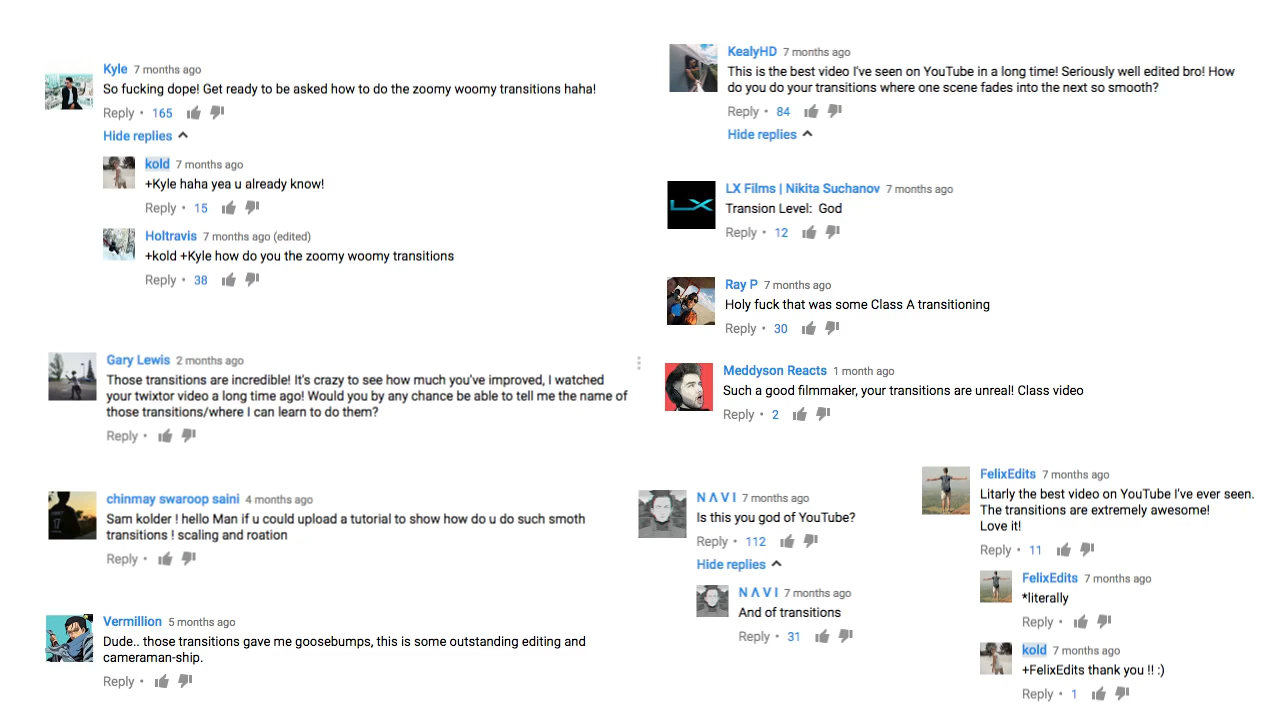 Kyle 7 months ago
So fucking dope! Get ready to be asked how to do the zoomy woomy transitions haha!
Reply • 165
Hide replies
kold 7 months ago
+Kyle haha yea u already know!
Reply • 15
Holtravis 7 months ago (edited)
+kold +Kyle how do you the zoomy woomy transitions
Reply • 38
Gary Lewis 2 months ago
Those transitions are incredible! It's crazy to see how much you've improved, I watched
your twixtor video a long time ago! Would you by any chance be able to tell me the name of
those transitions/where I can learn to do them?
Reply •
chinmay swaroop saini 4 months ago
Sam kolder ! hello Man if u could upload a tutorial to show how do u do such smoth
transitions ! scaling and roation
Reply •
Vermillion 5 months ago
Dude.. those transitions gave me goosebumps, this is some outstanding editing and
cameraman-ship.
Reply •
KealyHD 7 months ago
This is the best video I've seen on YouTube in a long time! Seriously well edited bro! How
do you do your transitions where one scene fades into the next so smooth?
Reply • 84
Hide replies
LX
LX Films | Nikita Suchanov 7 months ago
Transion Level: God
Reply • 12
Ray P 7 months ago
Holy fuck that was some Class A transitioning
Reply • 30
Meddyson Reacts 1 month ago
Such a good filmmaker, your transitions are unreal! Class video
Reply • 2
N Λ V I 7 months ago
Is this you god of YouTube?
Reply • 112
Hide replies
N Λ V I 7 months ago
And of transitions
Reply • 31
FelixEdits 7 months ago
Litarly the best video on YouTube I've ever seen.
The transitions are extremely awesome!
Love it!
Reply • 11
FelixEdits 7 months ago
*literally
Reply •
kold 7 months ago
+FelixEdits thank you !! :)
Reply • 1